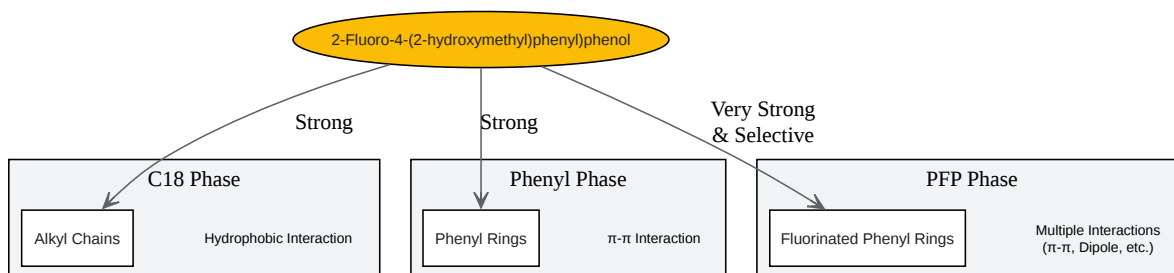 2-Fluoro-4-(2-hydroxymethyl)phenyl)phenol
Strong
Strong
Very Strong
& Selective
C18 Phase
Phenyl Phase
PFP Phase
Alkyl Chains
Hydrophobic Interaction
Phenyl Rings
π-π Interaction
Fluorinated Phenyl Rings
Multiple Interactions
(π-π, Dipole, etc.)